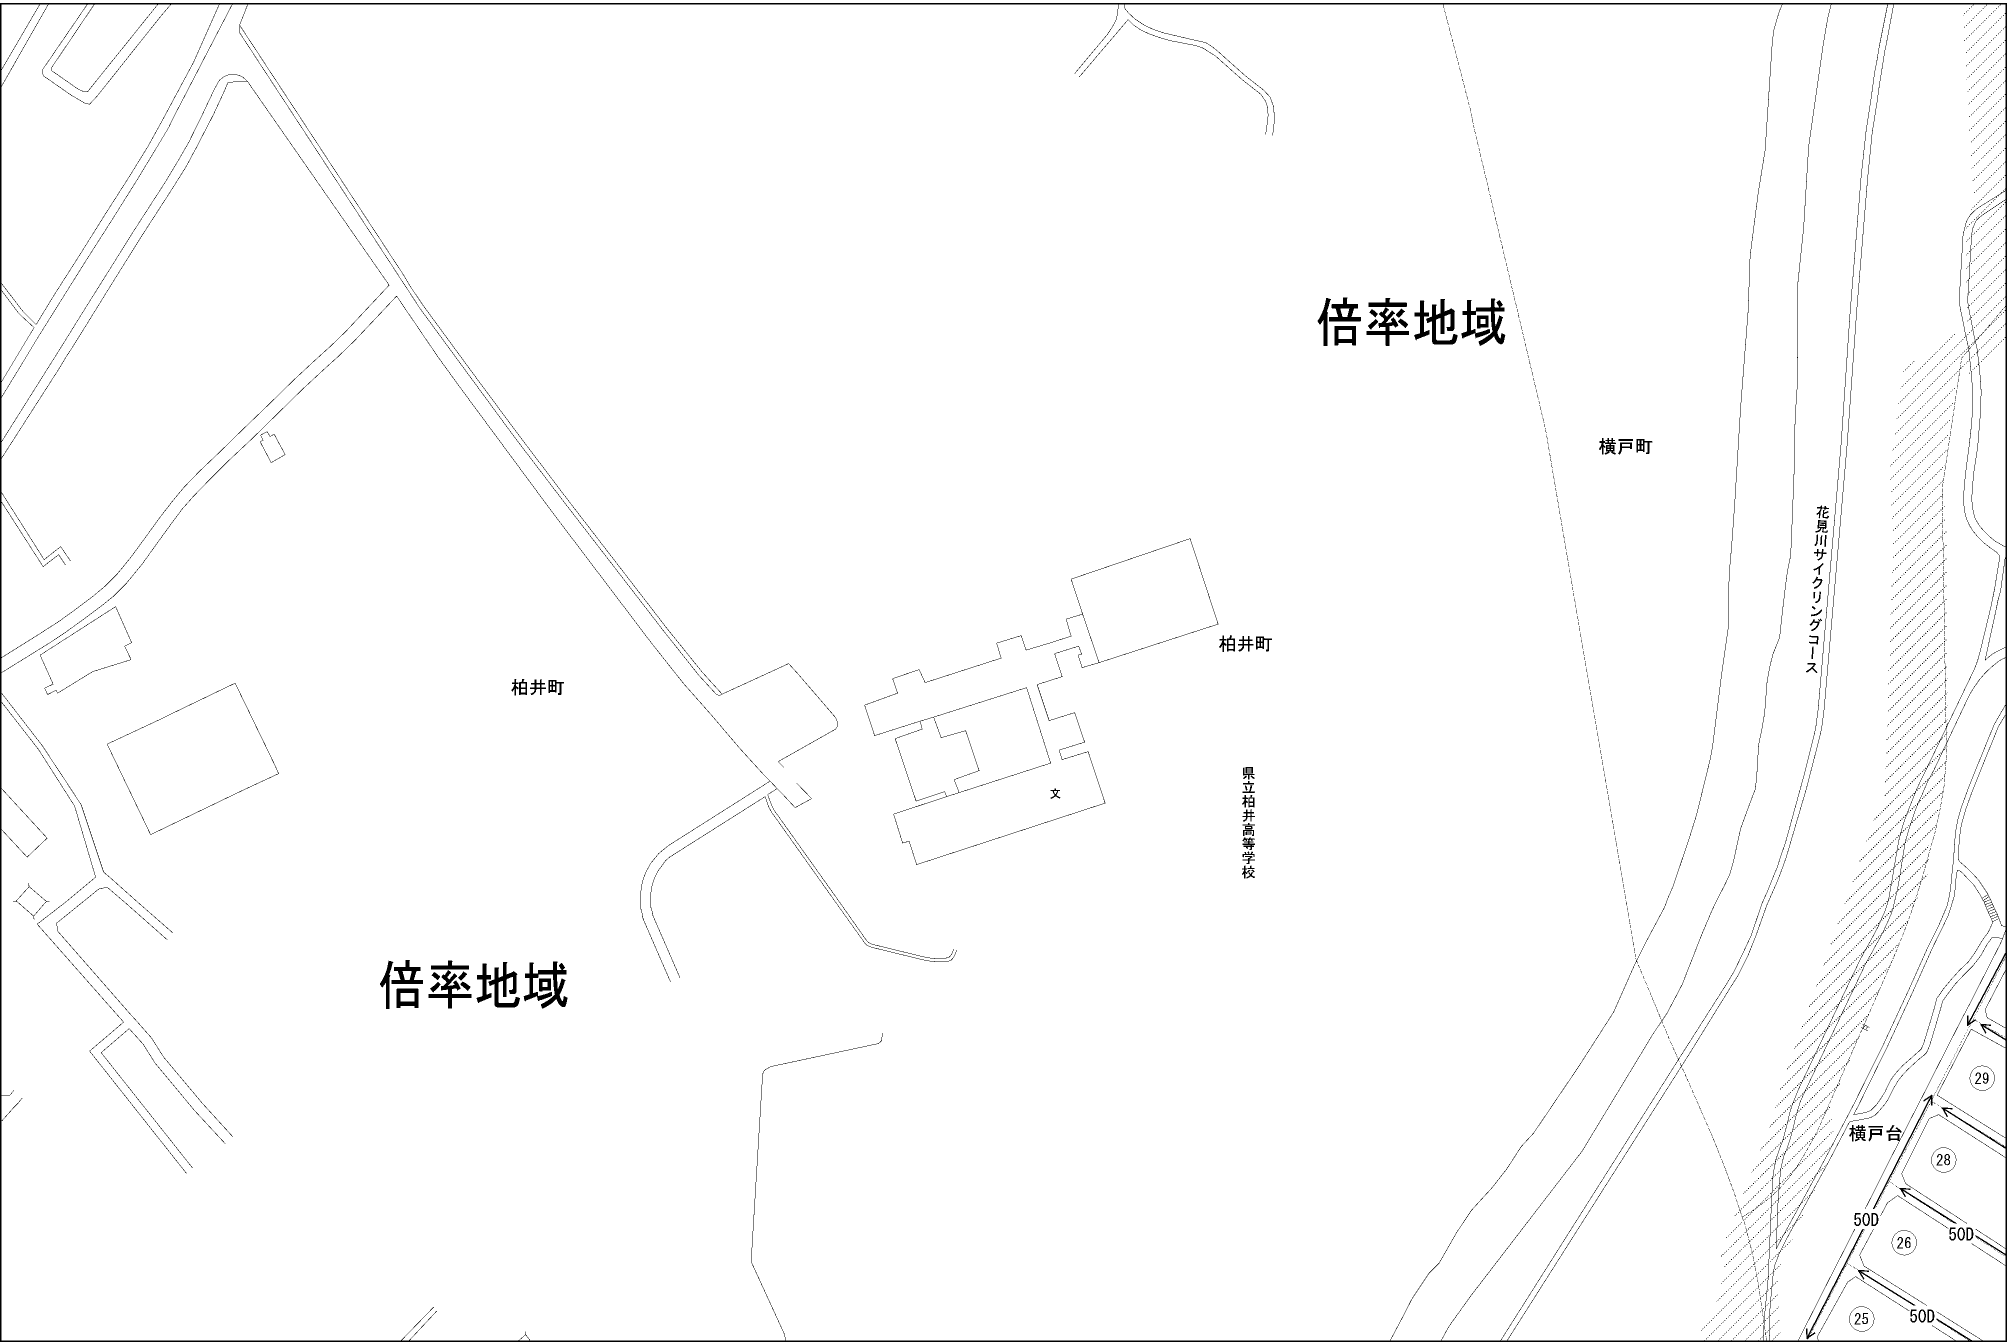 倍率地域
横戸町
花見川サイクリングコース
柏井町
柏井町
県立柏井高等学校
文
倍率地域
29
横戸台
28
50D
50D
26
50D
25